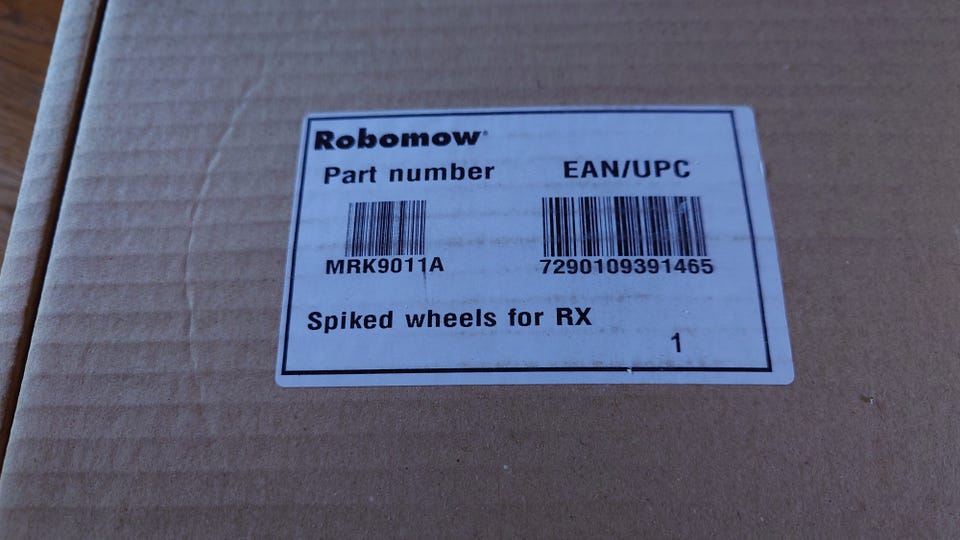 Robomow
Part number EAN/UPC
MRK9011A 7290109391465
Spiked wheels for RX
1